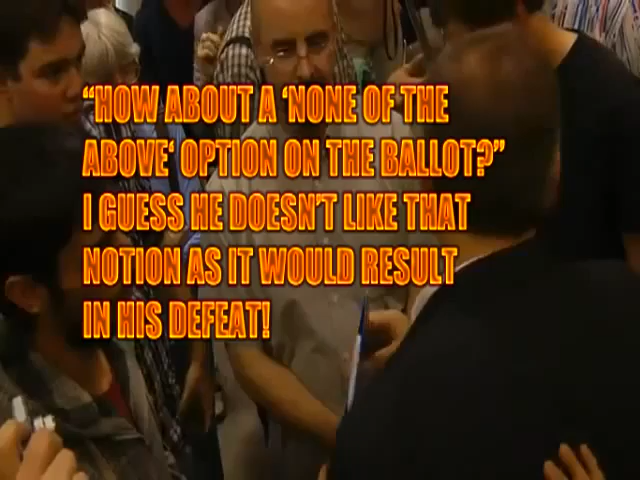 “HOW ABOUT A ‘NONE OF THE
ABOVE‘ OPTION ON THE BALLOT?”
I GUESS HE DOESN'T LIKE THAT
NOTION AS IT WOULD RESULT
IN HIS DEFEAT!